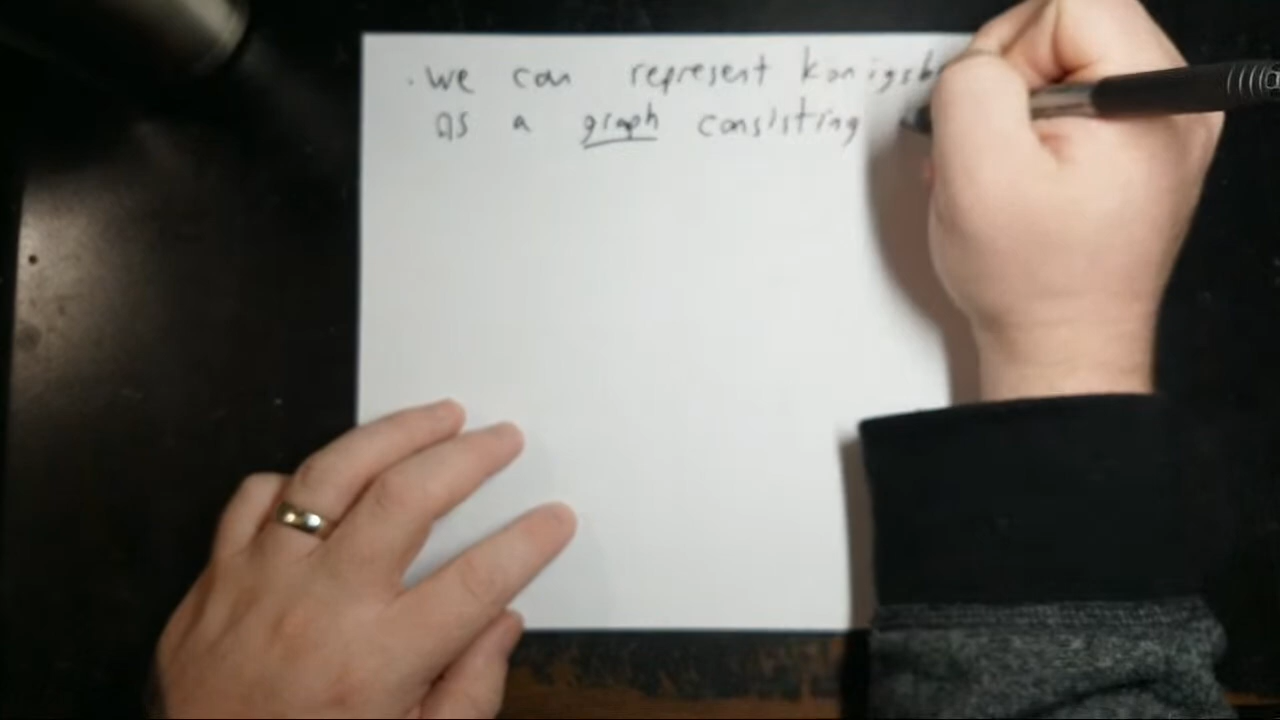 · we can represent konigsb
as a graph consisting